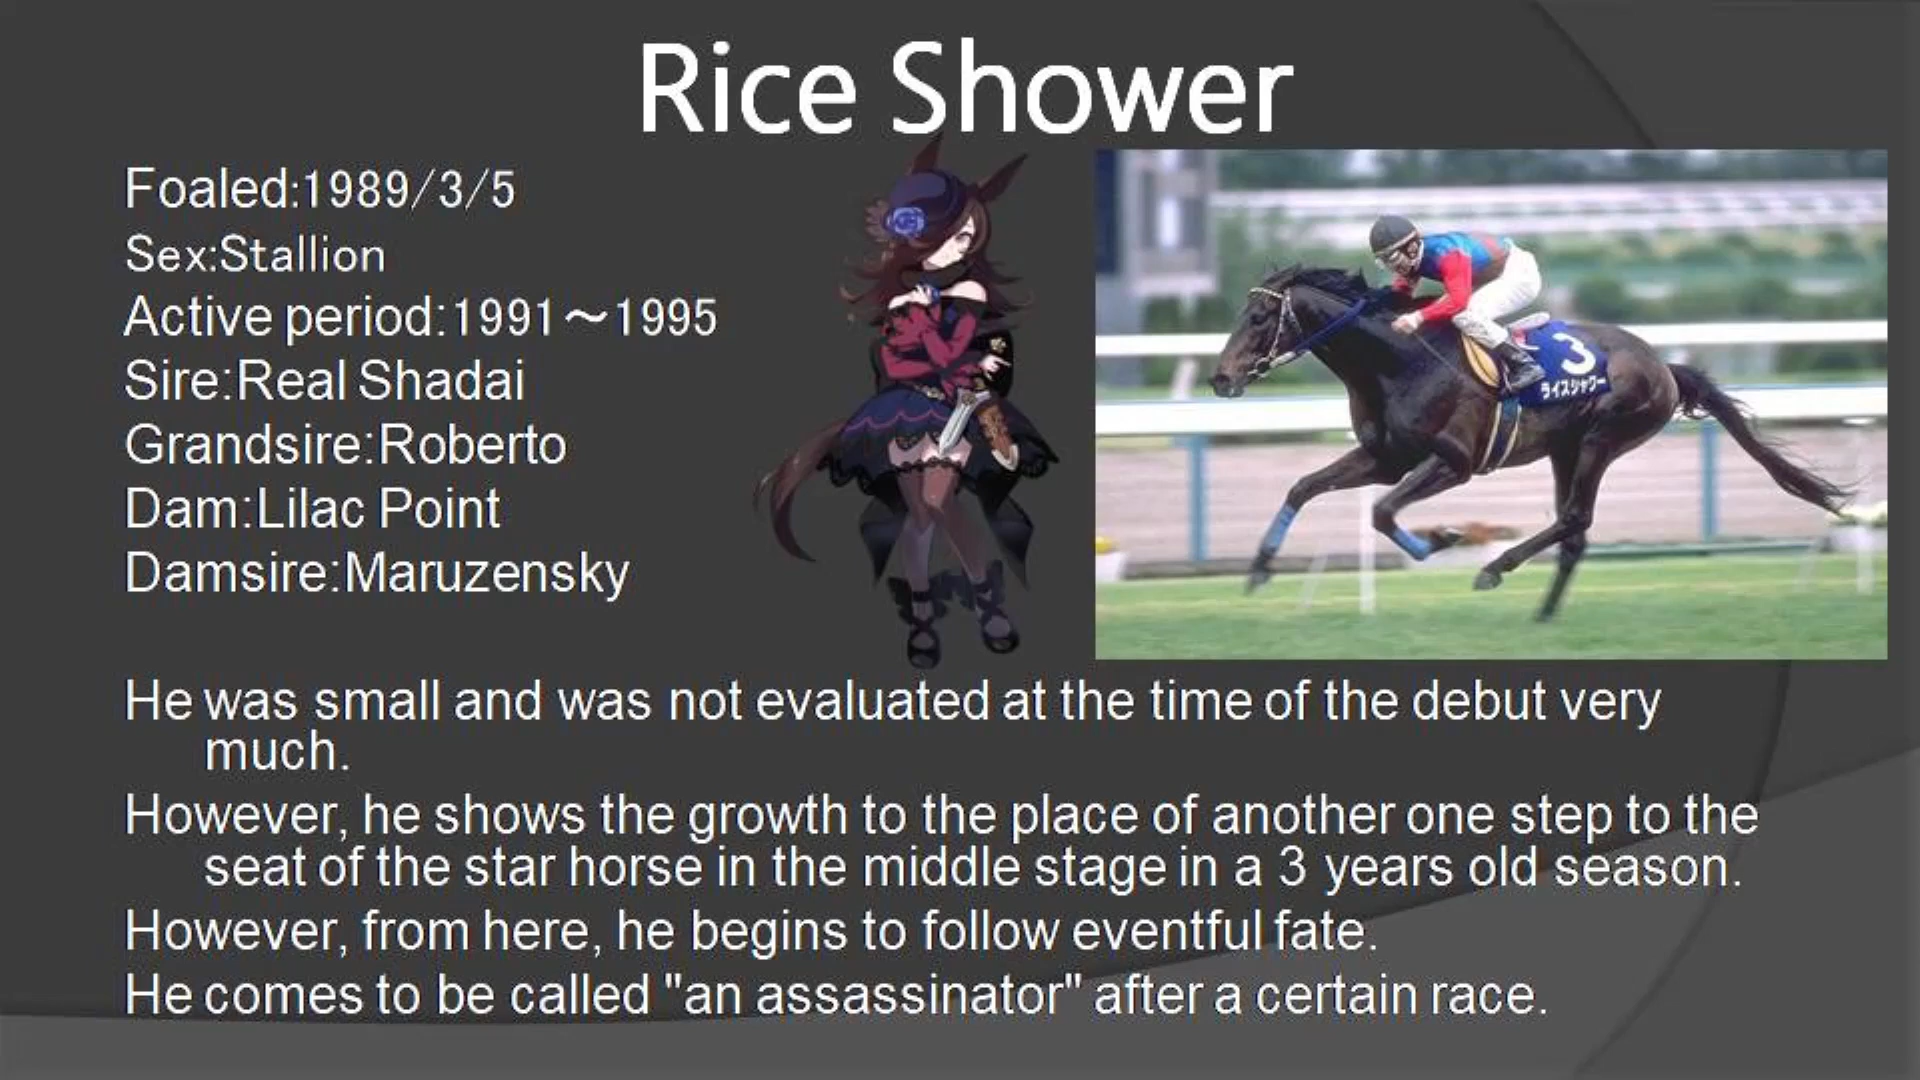 Rice Shower
Foaled:1989/3/5
Sex:Stallion
Active period:1991～1995
Sire:Real Shadai
Grandsire:Roberto
Dam:Lilac Point
Damsire:Maruzensky
3
ライスシャワー
He was small and was not evaluated at the time of the debut very
much.
However, he shows the growth to the place of another one step to the
seat of the star horse in the middle stage in a 3 years old season.
However, from here, he begins to follow eventful fate.
He comes to be called "an assassinator" after a certain race.